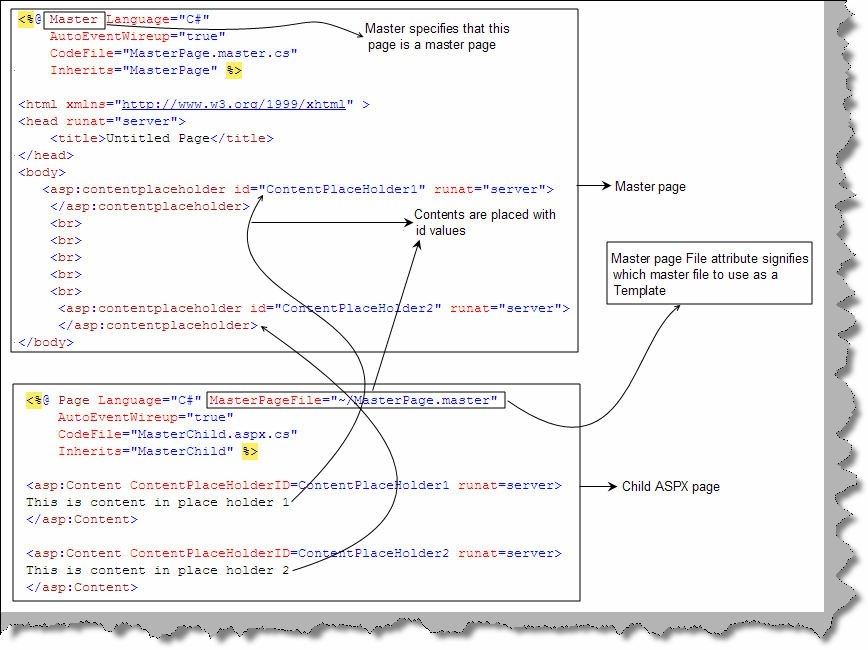 <%@ Master Language="C#"
AutoEventWireup="true"
CodeFile="MasterPage.master.cs"
Inherits="MasterPage" %>
Master specifies that this
page is a master page
<html xmlns="http://www.w3.org/1999/xhtml" >
<head runat="server">
<title>Untitled Page</title>
</head>
<body>
<asp:contentplaceholder id="ContentPlaceHolder1" runat="server">
</asp:contentplaceholder>
<br>
<br>
<br>
<br>
<br>
<asp:contentplaceholder id="ContentPlaceHolder2" runat="server">
</asp:contentplaceholder>
</body>
Master page
Contents are placed with
id values
Master page File attribute signifies
which master file to use as a
Template
<%@ Page Language="C#" MasterPageFile="~/MasterPage.master"
AutoEventWireup="true"
CodeFile="MasterChild.aspx.cs"
Inherits="MasterChild" %>
<asp:Content ContentPlaceHolderID=ContentPlaceHolder1 runat=server>
This is content in place holder 1
</asp:Content>
<asp:Content ContentPlaceHolderID=ContentPlaceHolder2 runat=server>
This is content in place holder 2
</asp:Content>
Child ASPX page